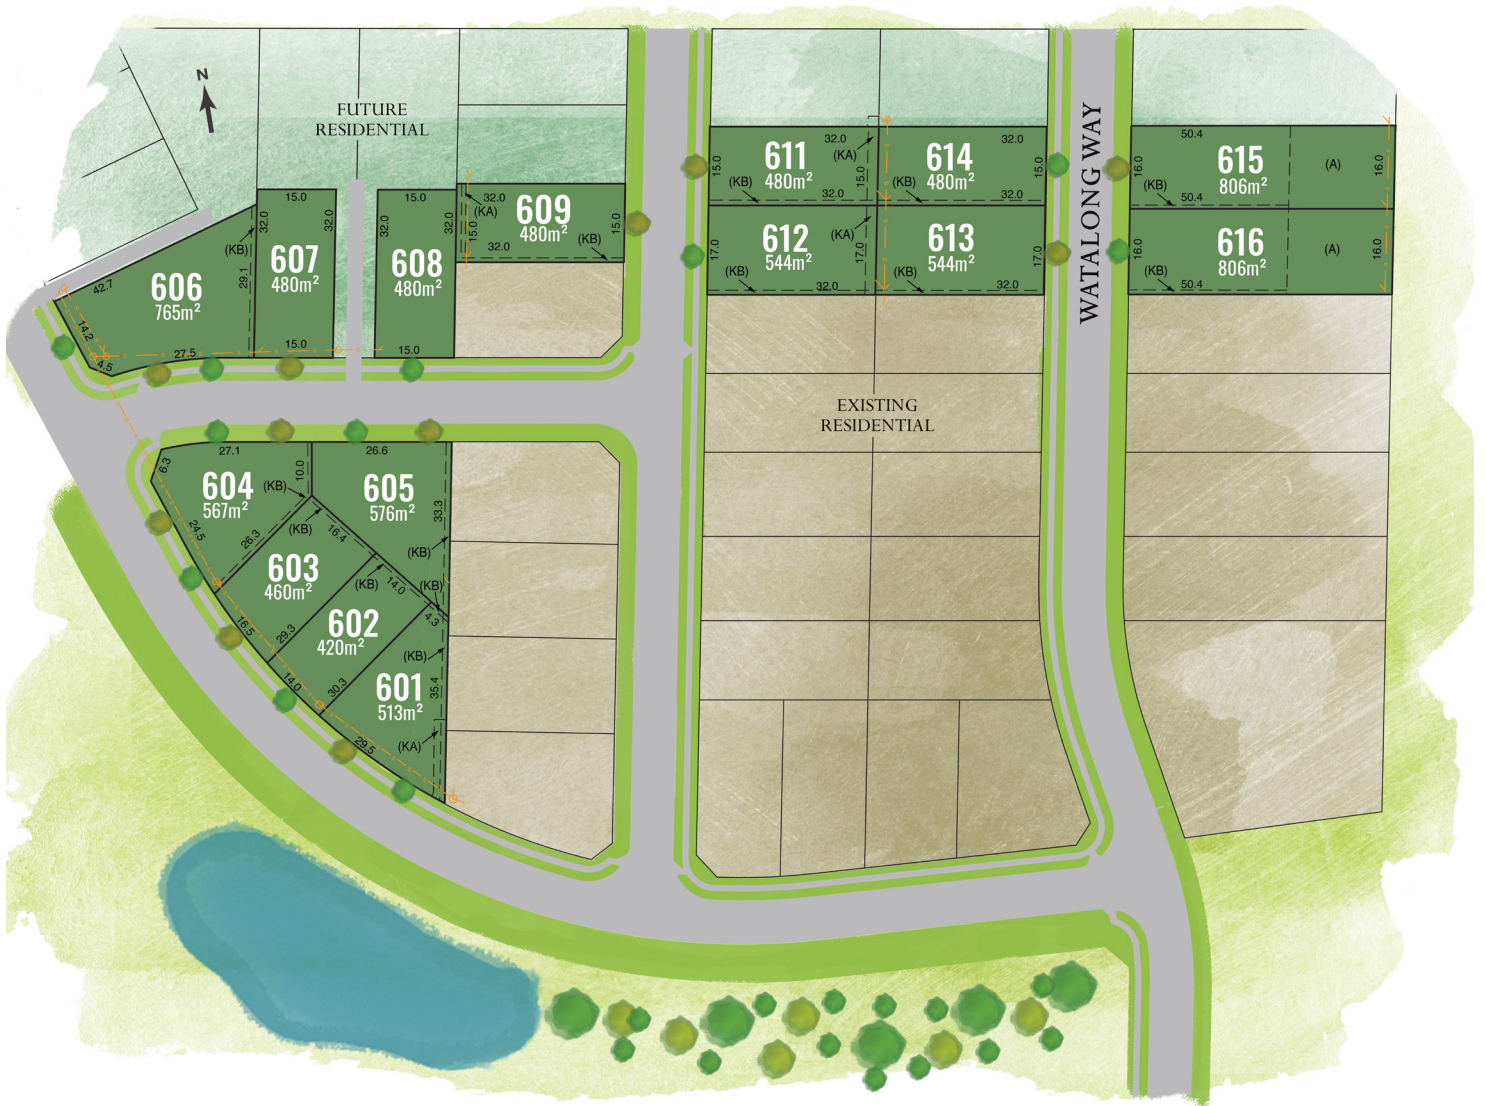 N
FUTURE
RESIDENTIAL
WATALONG WAY
EXISTING
RESIDENTIAL
606
765m²
42.7
14.2
4.5
27.5
29.1
(KB)
607
480m²
15.0
32.0
32.0
15.0
608
480m²
15.0
32.0
32.0
15.0
609
480m²
32.0
(KA)
15.0
32.0
(KB)
15.0
611
480m²
32.0
(KA)
15.0
15.0
(KB)
32.0
614
480m²
32.0
15.0
(KB)
32.0
615
806m²
50.4
(A)
16.0
16.0
(KB)
50.4
612
544m²
(KA)
17.0
17.0
(KB)
32.0
613
544m²
17.0
(KB)
32.0
616
806m²
(A)
16.0
16.0
(KB)
50.4
604
567m²
27.1
6.3
10.0
(KB)
24.5
26.3
605
576m²
26.6
33.3
(KB)
(KB)
603
460m²
(KB)
16.4
16.5
29.3
602
420m²
(KB)
14.0
14.0
30.3
601
513m²
4.3
(KB)
35.4
(KA)
29.5